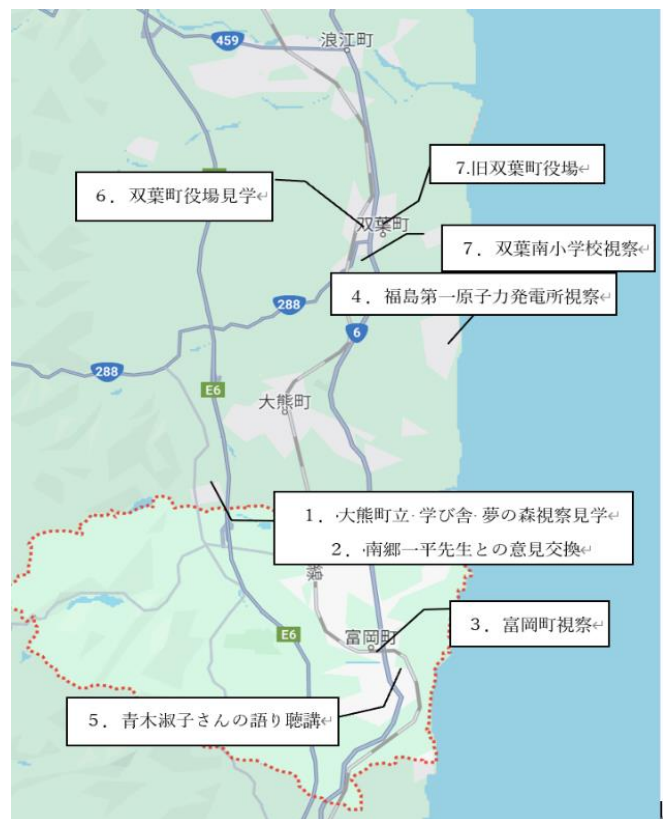 459
浪江町
7.旧双葉町役場↵
6．双葉町役場見学↵
双葉町
7．双葉南小学校視察↵
4．福島第一原子力発電所視察↵
288
6
288
E6
大熊町
1．·大熊町立·学び舎·夢の森視察見学↵
2．·南郷一平先生との意見交換↵
線
3．富岡町視察↵
E6
富岡町
5．青木淑子さんの語り聴講↵